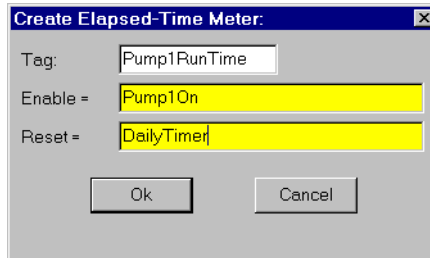 Create Elapsed-Time Meter:
Tag: Pump1RunTime
Enable = Pump1On
Reset = DailyTimer
Ok Cancel